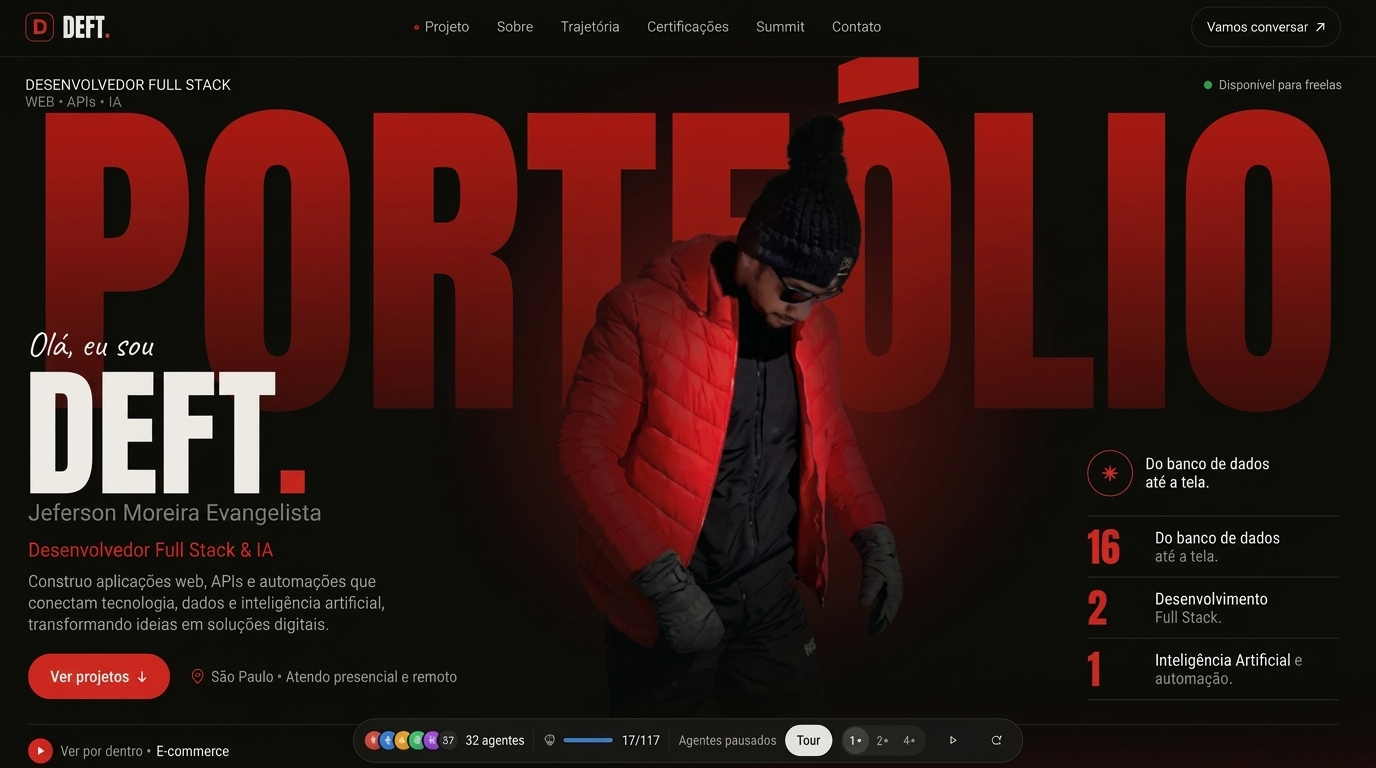 D DEFT.
Projeto Sobre Trajetória Certificações Summit Contato
Vamos conversar ↗
DESENVOLVEDOR FULL STACK
WEB • APIs • IA
Disponível para freelas
PORTFÓLIO
Olá, eu sou
DEFT.
Jeferson Moreira Evangelista
Desenvolvedor Full Stack & IA
Construo aplicações web, APIs e automações que
conectam tecnologia, dados e inteligência artificial,
transformando ideias em soluções digitais.
Ver projetos ↓
São Paulo • Atendo presencial e remoto
Do banco de dados
até a tela.
16 Do banco de dados
até a tela.
2 Desenvolvimento
Full Stack.
1 Inteligência Artificial e
automação.
Ver por dentro • E-commerce
37 32 agentes 17/117 Agentes pausados Tour 1 2 4